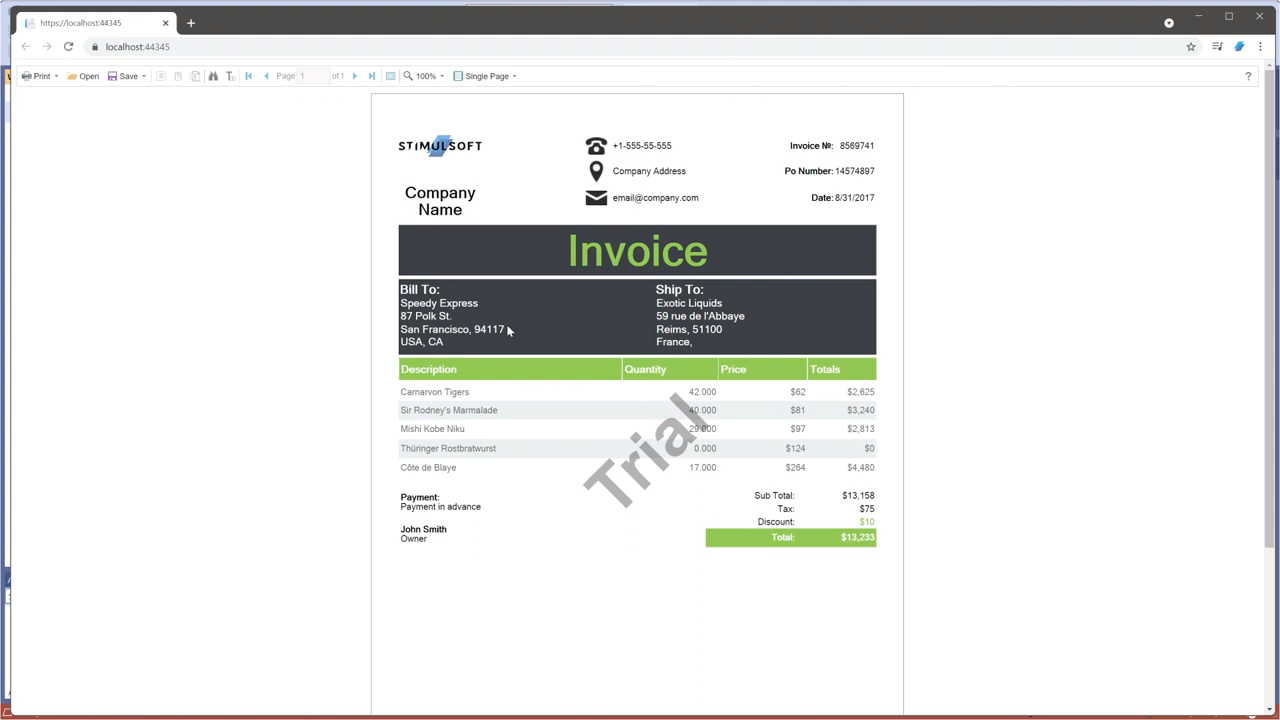 https://localhost:44345
localhost:44345
Print Open Save Page 1 of 1 100% Single Page ?
STIMULSOFT
+1-555-55-555
Invoice №: 8569741
Company Address
Po Number: 14574897
Company
Name
email@company.com
Date: 8/31/2017
Invoice
Bill To:
Speedy Express
87 Polk St.
San Francisco, 94117
USA, CA
Ship To:
Exotic Liquids
59 rue de l'Abbaye
Reims, 51100
France,
Description Quantity Price Totals
Carnarvon Tigers 42.000 $62 $2,625
Sir Rodney's Marmalade 40.000 $81 $3,240
Mishi Kobe Niku 29.000 $97 $2,813
Thüringer Rostbratwurst 0.000 $124 $0
Côte de Blaye 17.000 $264 $4,480
Trial
Payment:
Payment in advance
John Smith
Owner
Sub Total: $13,158
Tax: $75
Discount: $10
Total: $13,233